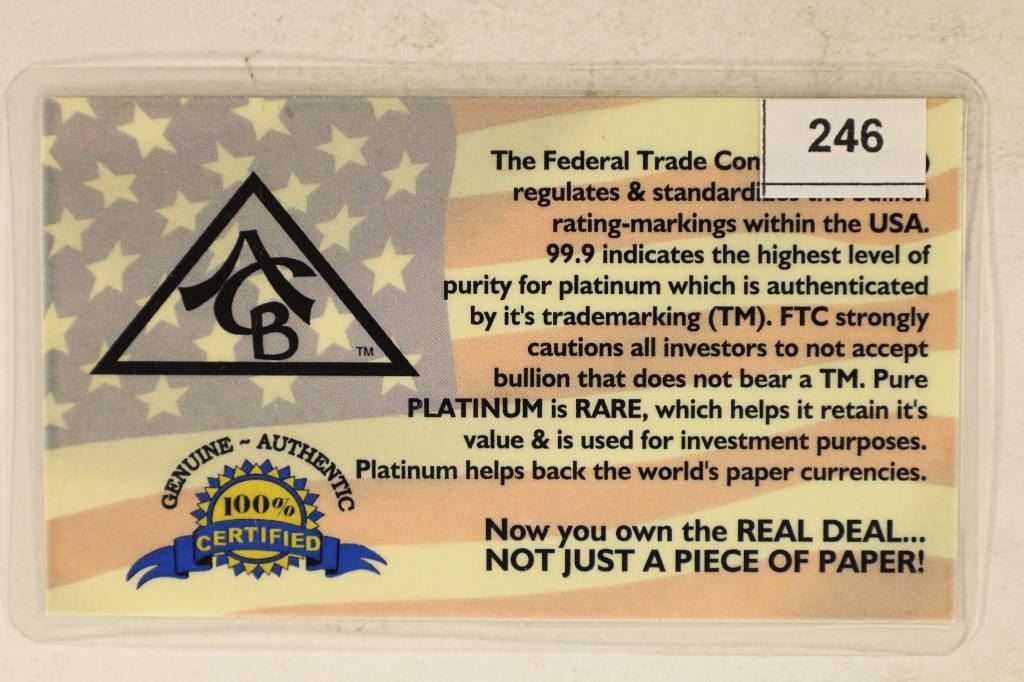 246
The Federal Trade
regulates &
rating-markings within the USA.
99.9 indicates the highest level of
purity for platinum which is authenticated
by it's trademarking (TM). FTC strongly
cautions all investors to not accept
bullion that does not bear a TM. Pure
PLATINUM is RARE, which helps it retain it's
value & is used for investment purposes.
Platinum helps back the world's paper currencies.
Now you own the REAL DEAL...
NOT JUST A PIECE OF PAPER!
ACB
TM
GENUINE ~ AUTHENTIC
100%
CERTIFIED